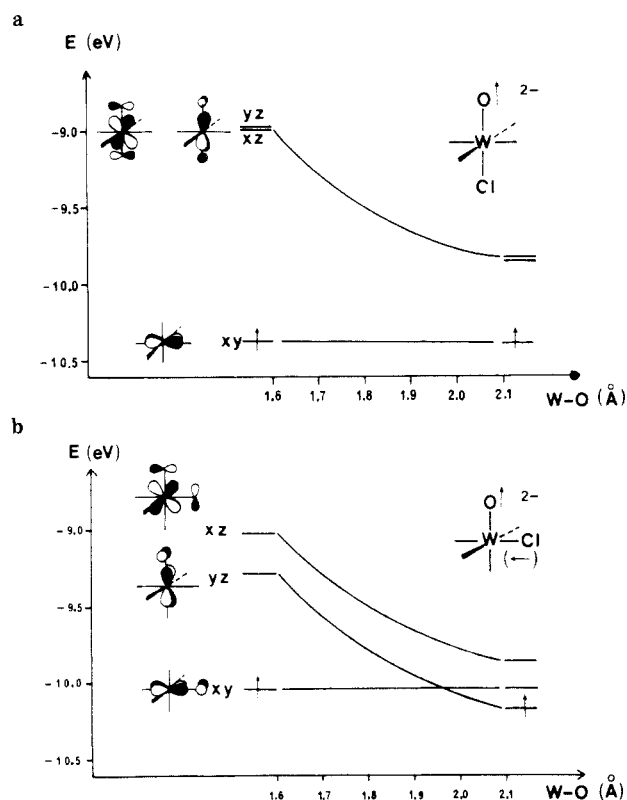 a
E (eV)
O 2-
yz
-9.0
xz
W
Cl
-9.5
-10.0
xy
-10.5
1.6 1.7 1.8 1.9 2.0 2.1 W-O (Å)
b
E (eV)
O 2-
-9.0
xz
W Cl
(←)
yz
-9.5
-10.0
xy
-10.5
1.6 1.7 1.8 1.9 2.0 2.1 W-O (Å)